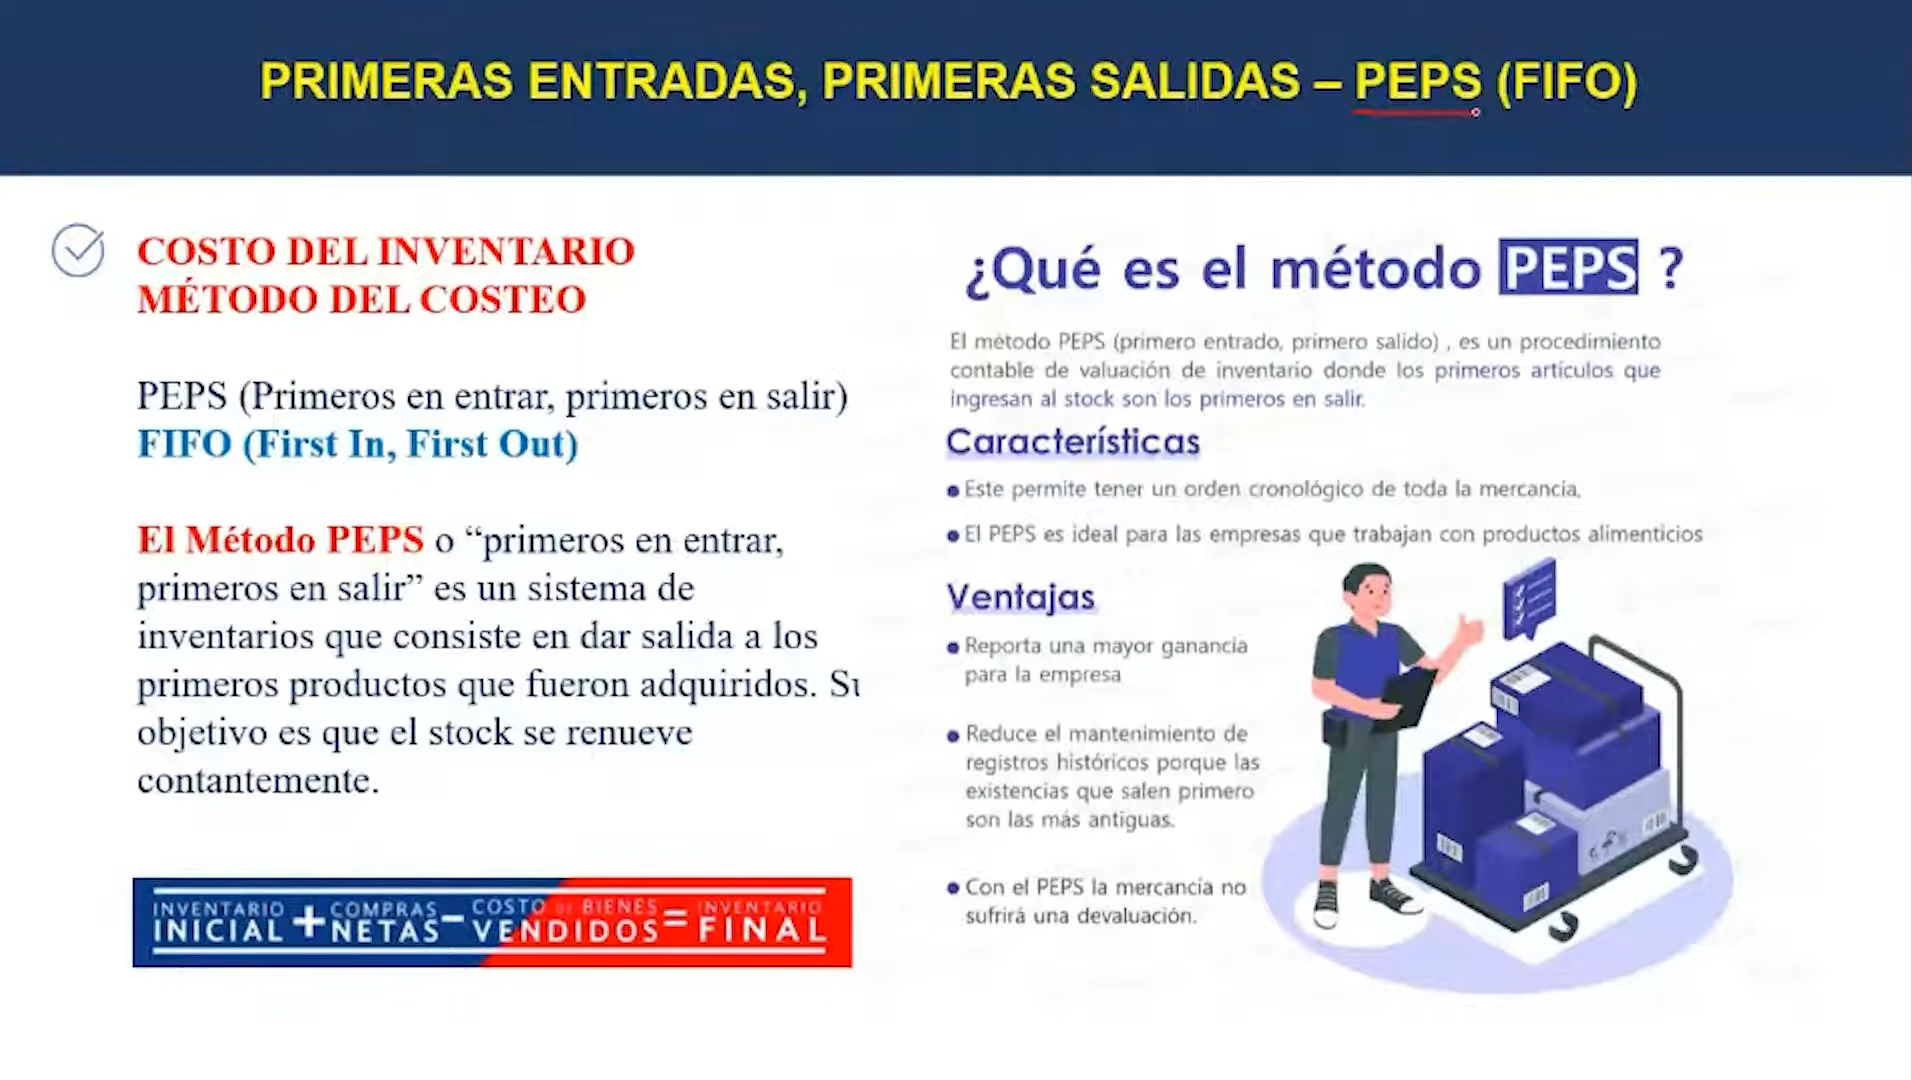 PRIMERAS ENTRADAS, PRIMERAS SALIDAS – PEPS (FIFO)
COSTO DEL INVENTARIO
MÉTODO DEL COSTEO
PEPS (Primeros en entrar, primeros en salir)
FIFO (First In, First Out)
El Método PEPS o “primeros en entrar,
primeros en salir” es un sistema de
inventarios que consiste en dar salida a los
primeros productos que fueron adquiridos. Su
objetivo es que el stock se renueve
contantemente.
INVENTARIO INICIAL + COMPRAS NETAS - COSTO DE BIENES VENDIDOS = INVENTARIO FINAL
¿Qué es el método PEPS ?
El método PEPS (primero entrado, primero salido) , es un procedimiento
contable de valuación de inventario donde los primeros artículos que
ingresan al stock son los primeros en salir.
Características
Este permite tener un orden cronológico de toda la mercancía,
El PEPS es ideal para las empresas que trabajan con productos alimenticios
Ventajas
Reporta una mayor ganancia
para la empresa
Reduce el mantenimiento de
registros históricos porque las
existencias que salen primero
son las más antiguas.
Con el PEPS la mercancía no
sufrirá una devaluación.